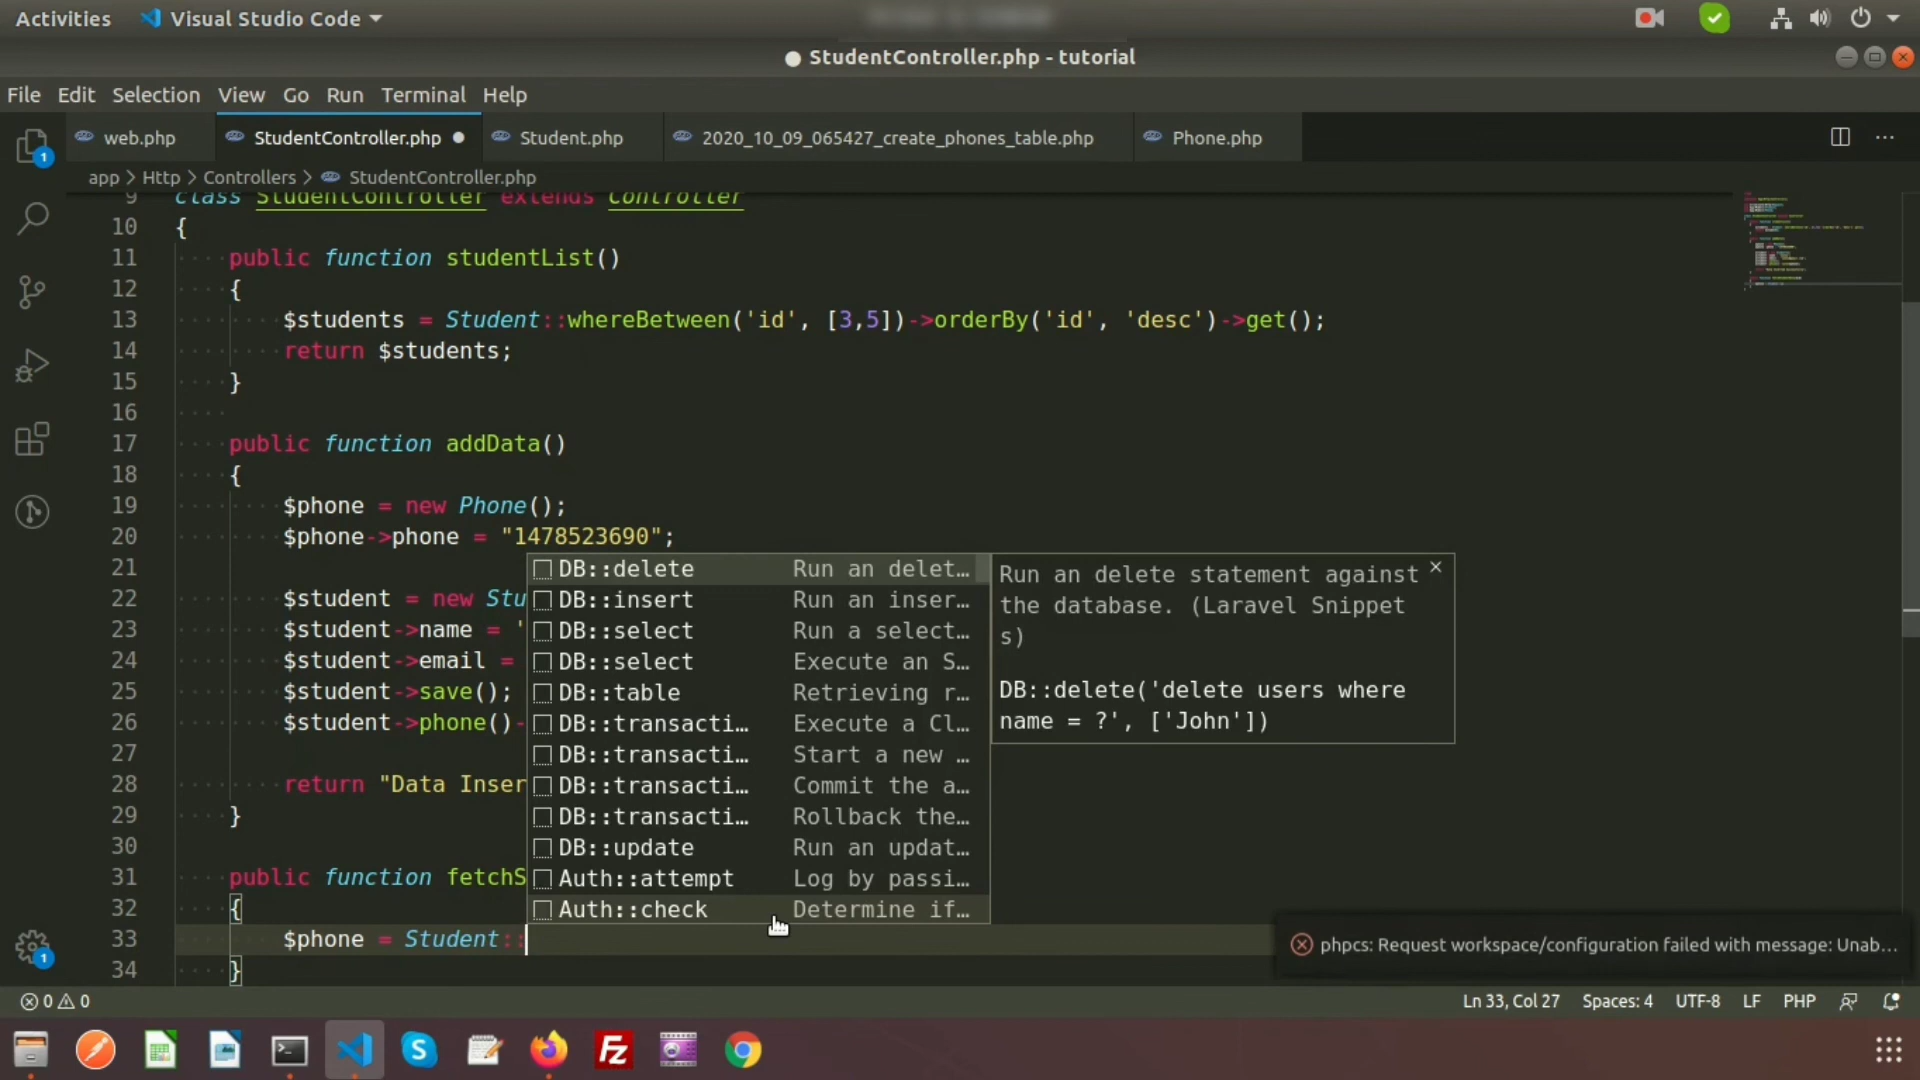 Activities Visual Studio Code
StudentController.php - tutorial
File Edit Selection View Go Run Terminal Help
web.php StudentController.php Student.php 2020_10_09_065427_create_phones_table.php Phone.php
app > Http > Controllers > StudentController.php
9 class StudentController extends Controller
10 {
11 public function studentList()
12 {
13 $students = Student::whereBetween('id', [3,5])->orderBy('id', 'desc')->get();
14 return $students;
15 }
16
17 public function addData()
18 {
19 $phone = new Phone();
20 $phone->phone = "1478523690";
21
22 $student = new Stu
23 $student->name = '
24 $student->email =
25 $student->save();
26 $student->phone()-
27
28 return "Data Inser
29 }
30
31 public function fetchS
32 {
33 $phone = Student::
34 }
DB::delete Run an delet…
DB::insert Run an inser…
DB::select Run a select…
DB::select Execute an S…
DB::table Retrieving r…
DB::transacti… Execute a Cl…
DB::transacti… Start a new …
DB::transacti… Commit the a…
DB::transacti… Rollback the…
DB::update Run an updat…
Auth::attempt Log by passi…
Auth::check Determine if…
Run an delete statement against
the database. (Laravel Snippet
s)
DB::delete('delete users where
name = ?', ['John'])
phpcs: Request workspace/configuration failed with message: Unab...
1
1
0 0 Ln 33, Col 27 Spaces: 4 UTF-8 LF PHP
S
FZ